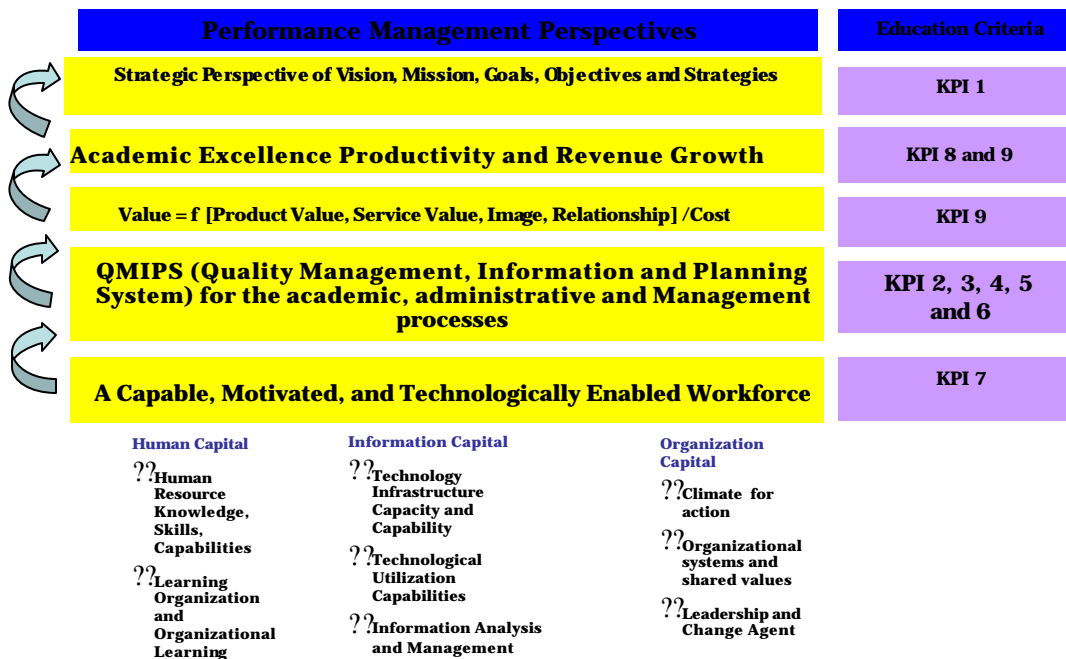 Performance Management Perspectives
Education Criteria
Strategic Perspective of Vision, Mission, Goals, Objectives and Strategies
KPI 1
Academic Excellence Productivity and Revenue Growth
KPI 8 and 9
Value = f [Product Value, Service Value, Image, Relationship] /Cost
KPI 9
QMIPS (Quality Management, Information and Planning
System) for the academic, administrative and Management
processes
KPI 2, 3, 4, 5
and 6
A Capable, Motivated, and Technologically Enabled Workforce
KPI 7
Human Capital
??Human
Resource
Knowledge,
Skills,
Capabilities
??Learning
Organization
and
Organizational
Learning
Information Capital
??Technology
Infrastructure
Capacity and
Capability
??Technological
Utilization
Capabilities
??Information Analysis
and Management
Organization
Capital
??Climate for
action
??Organizational
systems and
shared values
??Leadership and
Change Agent